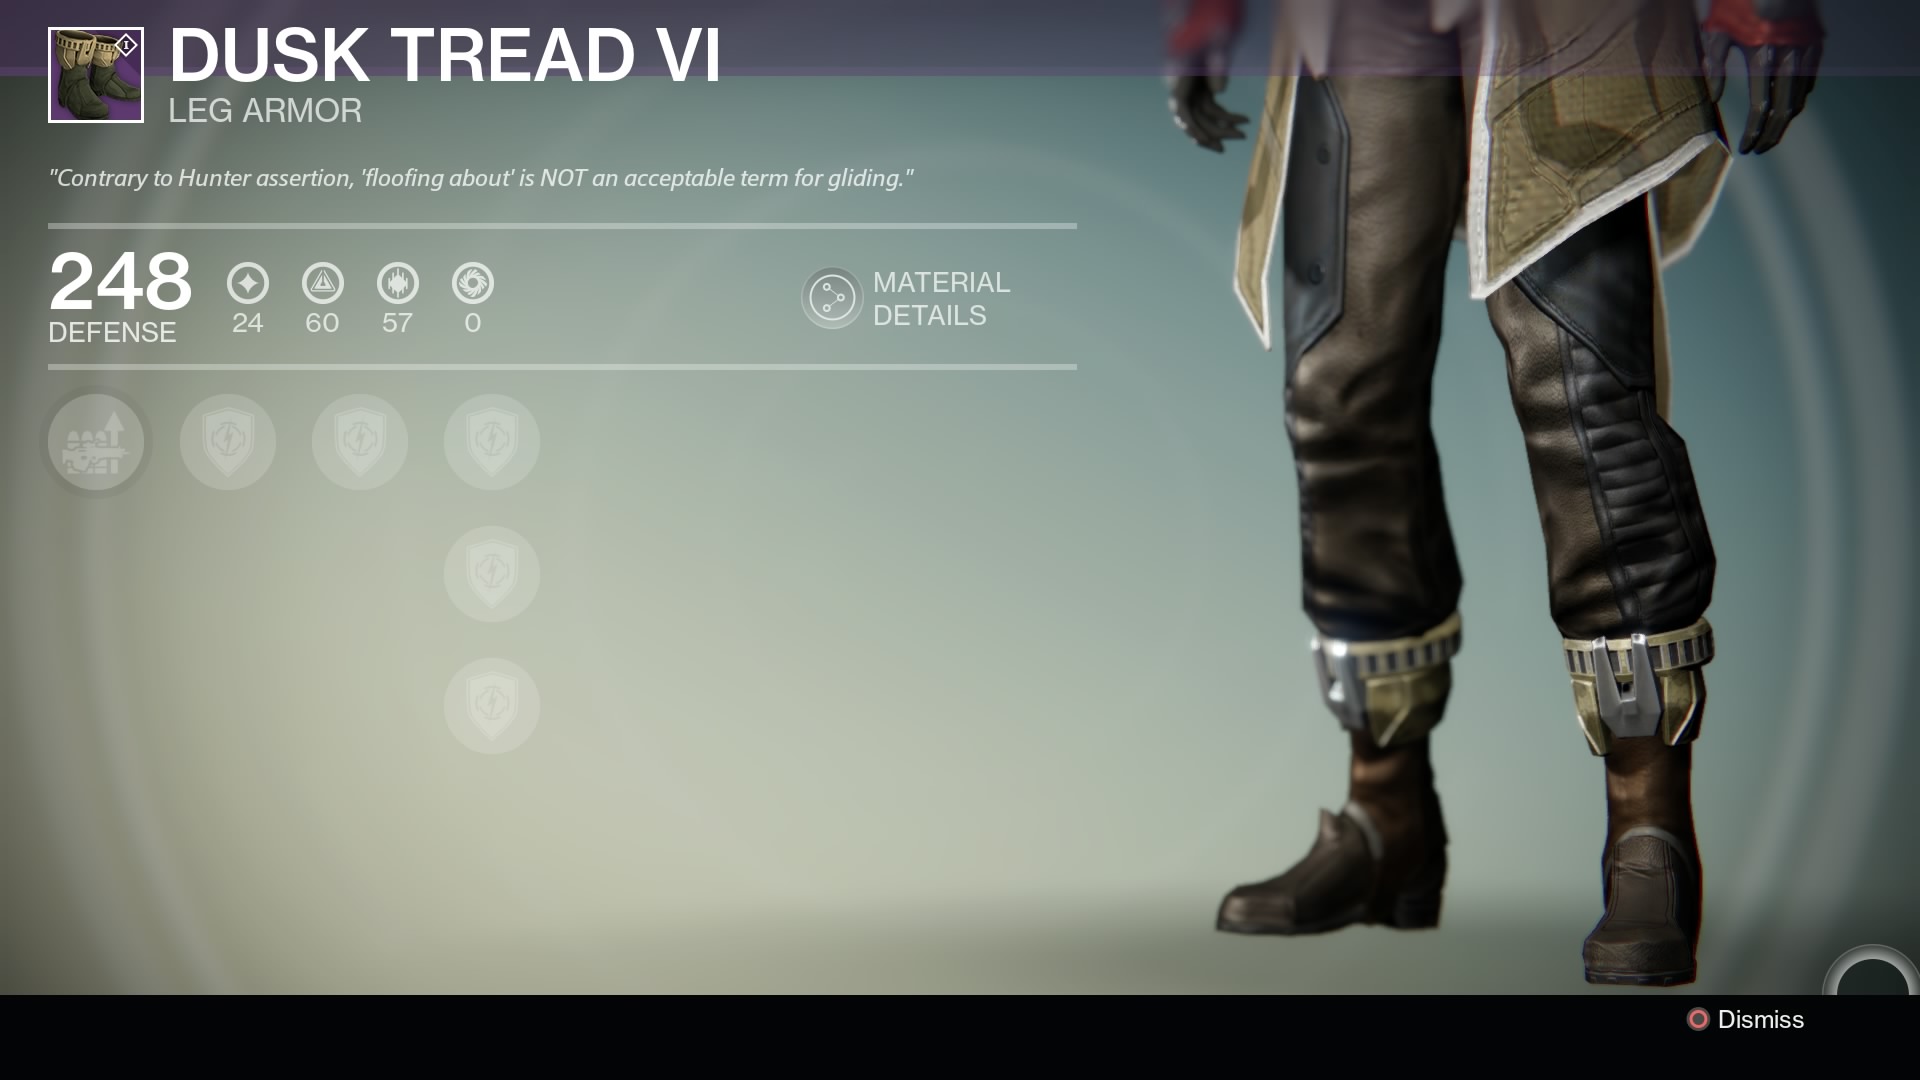 DUSK TREAD VI
LEG ARMOR
"Contrary to Hunter assertion, 'floofing about' is NOT an acceptable term for gliding."
248
DEFENSE
24
60
57
0
MATERIAL
DETAILS
Dismiss